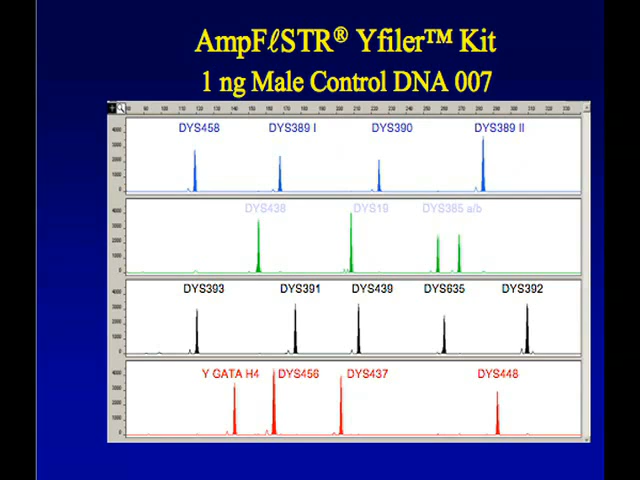 AmpFℓSTR® Yfiler™ Kit
1 ng Male Control DNA 007
DYS458 DYS389 I DYS390 DYS389 II
DYS438 DYS19 DYS385 a/b
DYS393 DYS391 DYS439 DYS635 DYS392
Y GATA H4 DYS456 DYS437 DYS448